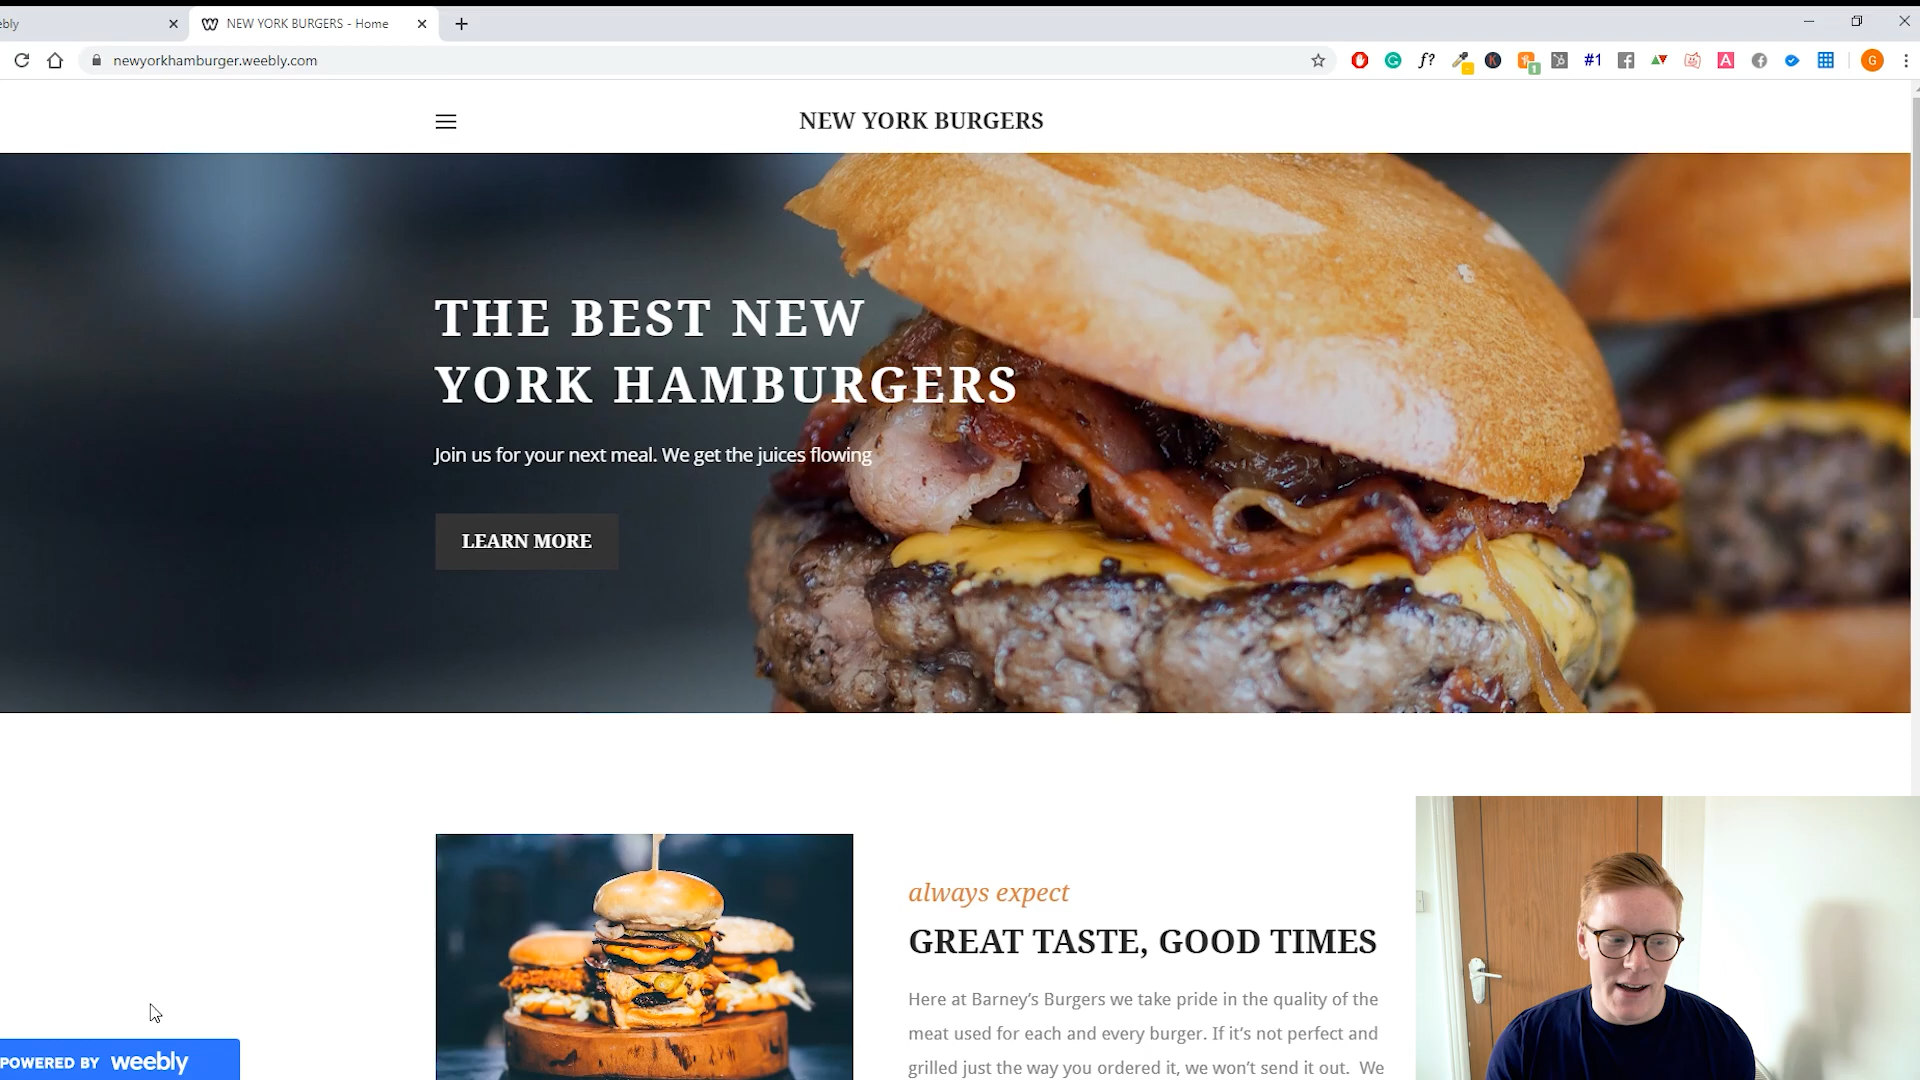 ebly
NEW YORK BURGERS - Home
newyorkhamburger.weebly.com
f?
K
1
#1
A
G
NEW YORK BURGERS
THE BEST NEW
YORK HAMBURGERS
Join us for your next meal. We get the juices flowing
LEARN MORE
always expect
GREAT TASTE, GOOD TIMES
Here at Barney's Burgers we take pride in the quality of the
meat used for each and every burger. If it's not perfect and
grilled just the way you ordered it, we won't send it out. We
POWERED BY weebly